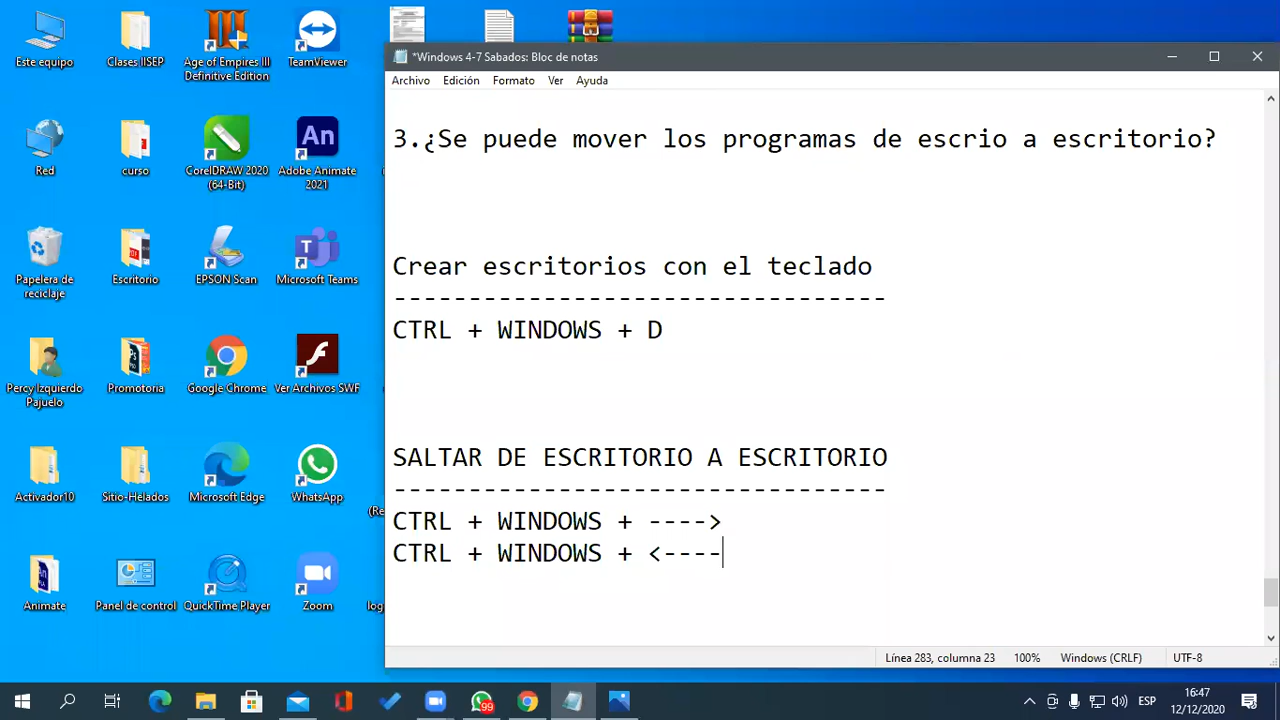 Este equipo
Clases IISEP
Age of Empires III
Definitive Edition
TeamViewer
Red
curso
CorelDRAW 2020
(64-Bit)
Adobe Animate
2021
Papelera de
reciclaje
Escritorio
EPSON Scan
Microsoft Teams
Percy Izquierdo
Pajuelo
Promotoria
Google Chrome
Ver Archivos SWF
Activador10
Sitio-Helados
Microsoft Edge
WhatsApp
(Re
Animate
Panel de control
QuickTime Player
Zoom
log
*Windows 4-7 Sabados: Bloc de notas
Archivo Edición Formato Ver Ayuda
3.¿Se puede mover los programas de escrio a escritorio?
Crear escritorios con el teclado
---------------------------------
CTRL + WINDOWS + D
SALTAR DE ESCRITORIO A ESCRITORIO
---------------------------------
CTRL + WINDOWS + ---->
CTRL + WINDOWS + <----
Línea 283, columna 23 100% Windows (CRLF) UTF-8
99
ESP
16:47
12/12/2020